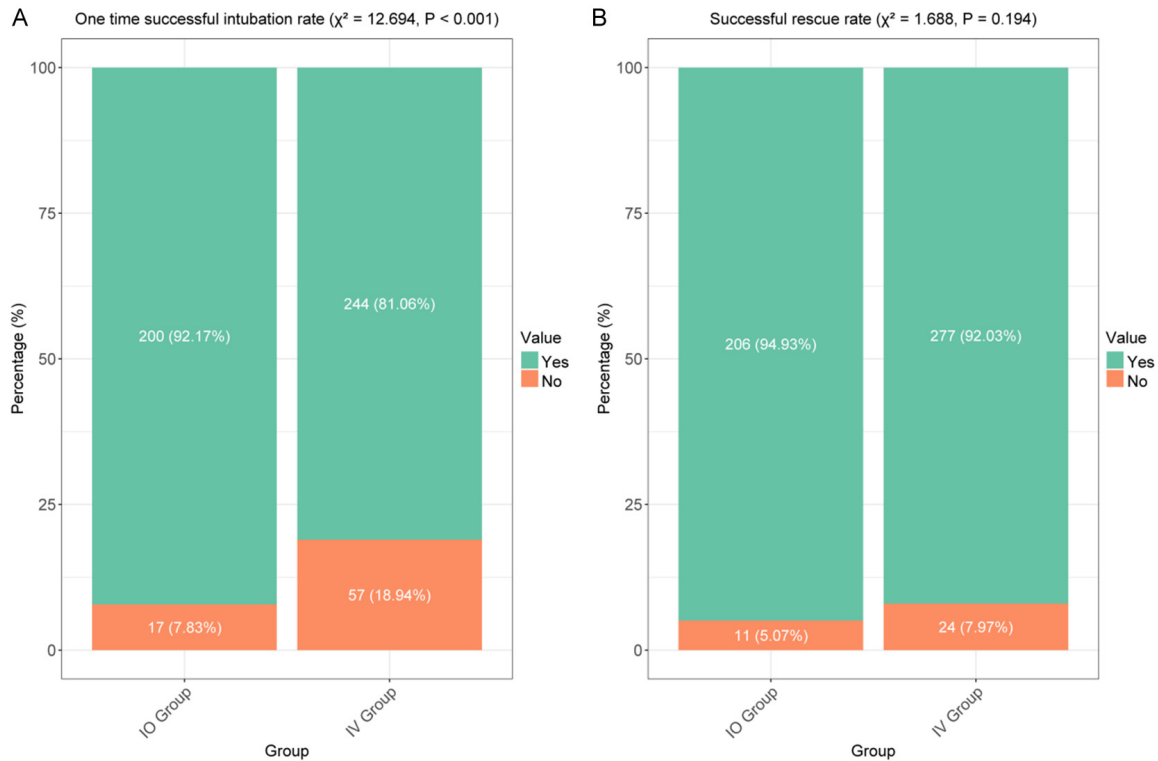 A
One time successful intubation rate (χ² = 12.694, P < 0.001)
Percentage (%)
100
75
50
25
0
200 (92.17%)
244 (81.06%)
17 (7.83%)
57 (18.94%)
IO Group
IV Group
Group
Value
Yes
No
B
Successful rescue rate (χ² = 1.688, P = 0.194)
Percentage (%)
100
75
50
25
0
206 (94.93%)
277 (92.03%)
11 (5.07%)
24 (7.97%)
IO Group
IV Group
Group
Value
Yes
No